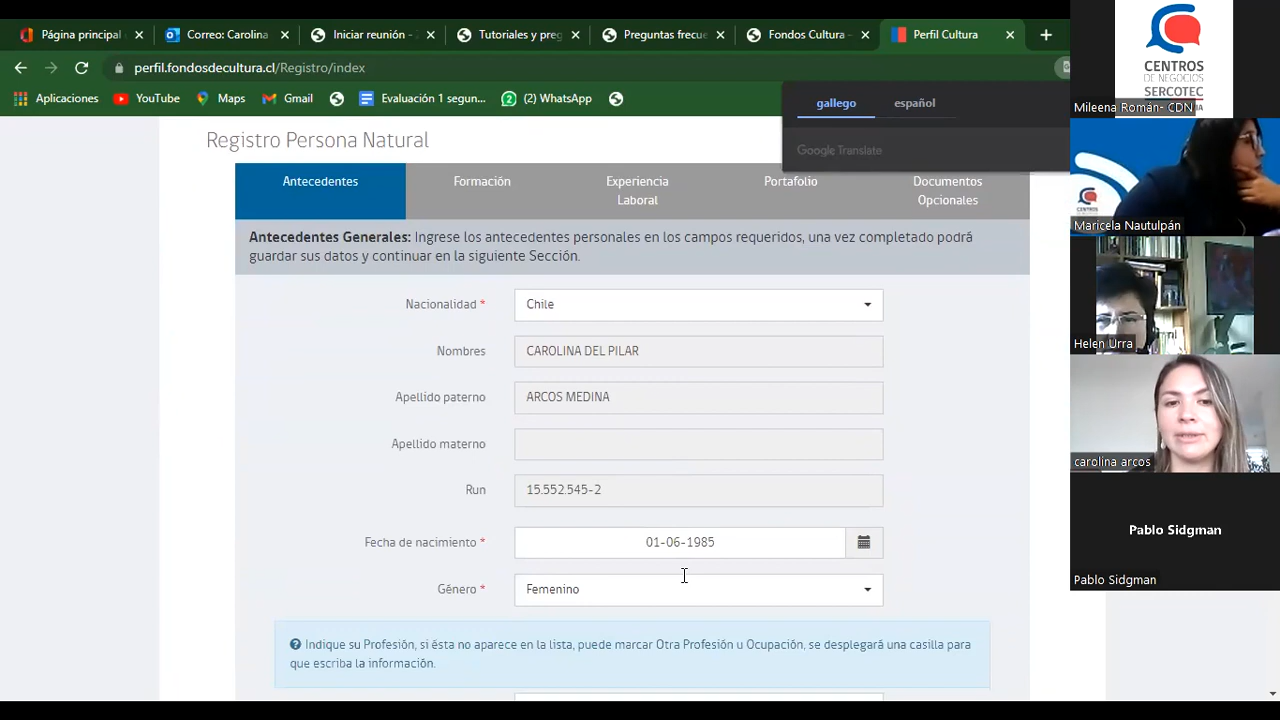 Página principal
Correo: Carolina
Iniciar reunión - Z
Tutoriales y preg
Preguntas frecue
Fondos Cultura –
Perfil Cultura
perfil.fondosdecultura.cl/Registro/index
Aplicaciones
YouTube
Maps
Gmail
Evaluación 1 segun...
(2) WhatsApp
gallego
español
Google Translate
Registro Persona Natural
Antecedentes
Formación
Experiencia
Laboral
Portafolio
Documentos
Opcionales
Antecedentes Generales: Ingrese los antecedentes personales en los campos requeridos, una vez completado podrá
guardar sus datos y continuar en la siguiente Sección.
Nacionalidad *
Chile
Nombres
CAROLINA DEL PILAR
Apellido paterno
ARCOS MEDINA
Apellido materno
Run
15.552.545-2
Fecha de nacimiento *
01-06-1985
Género *
Femenino
Indique su Profesión, si ésta no aparece en la lista, puede marcar Otra Profesión u Ocupación, se desplegará una casilla para
que escriba la información.
CENTROS
DE NEGOCIOS
SERCOTEC
Mileena Román- CDN
Maricela Nautulpán
Helen Urra
carolina arcos
Pablo Sidgman
Pablo Sidgman